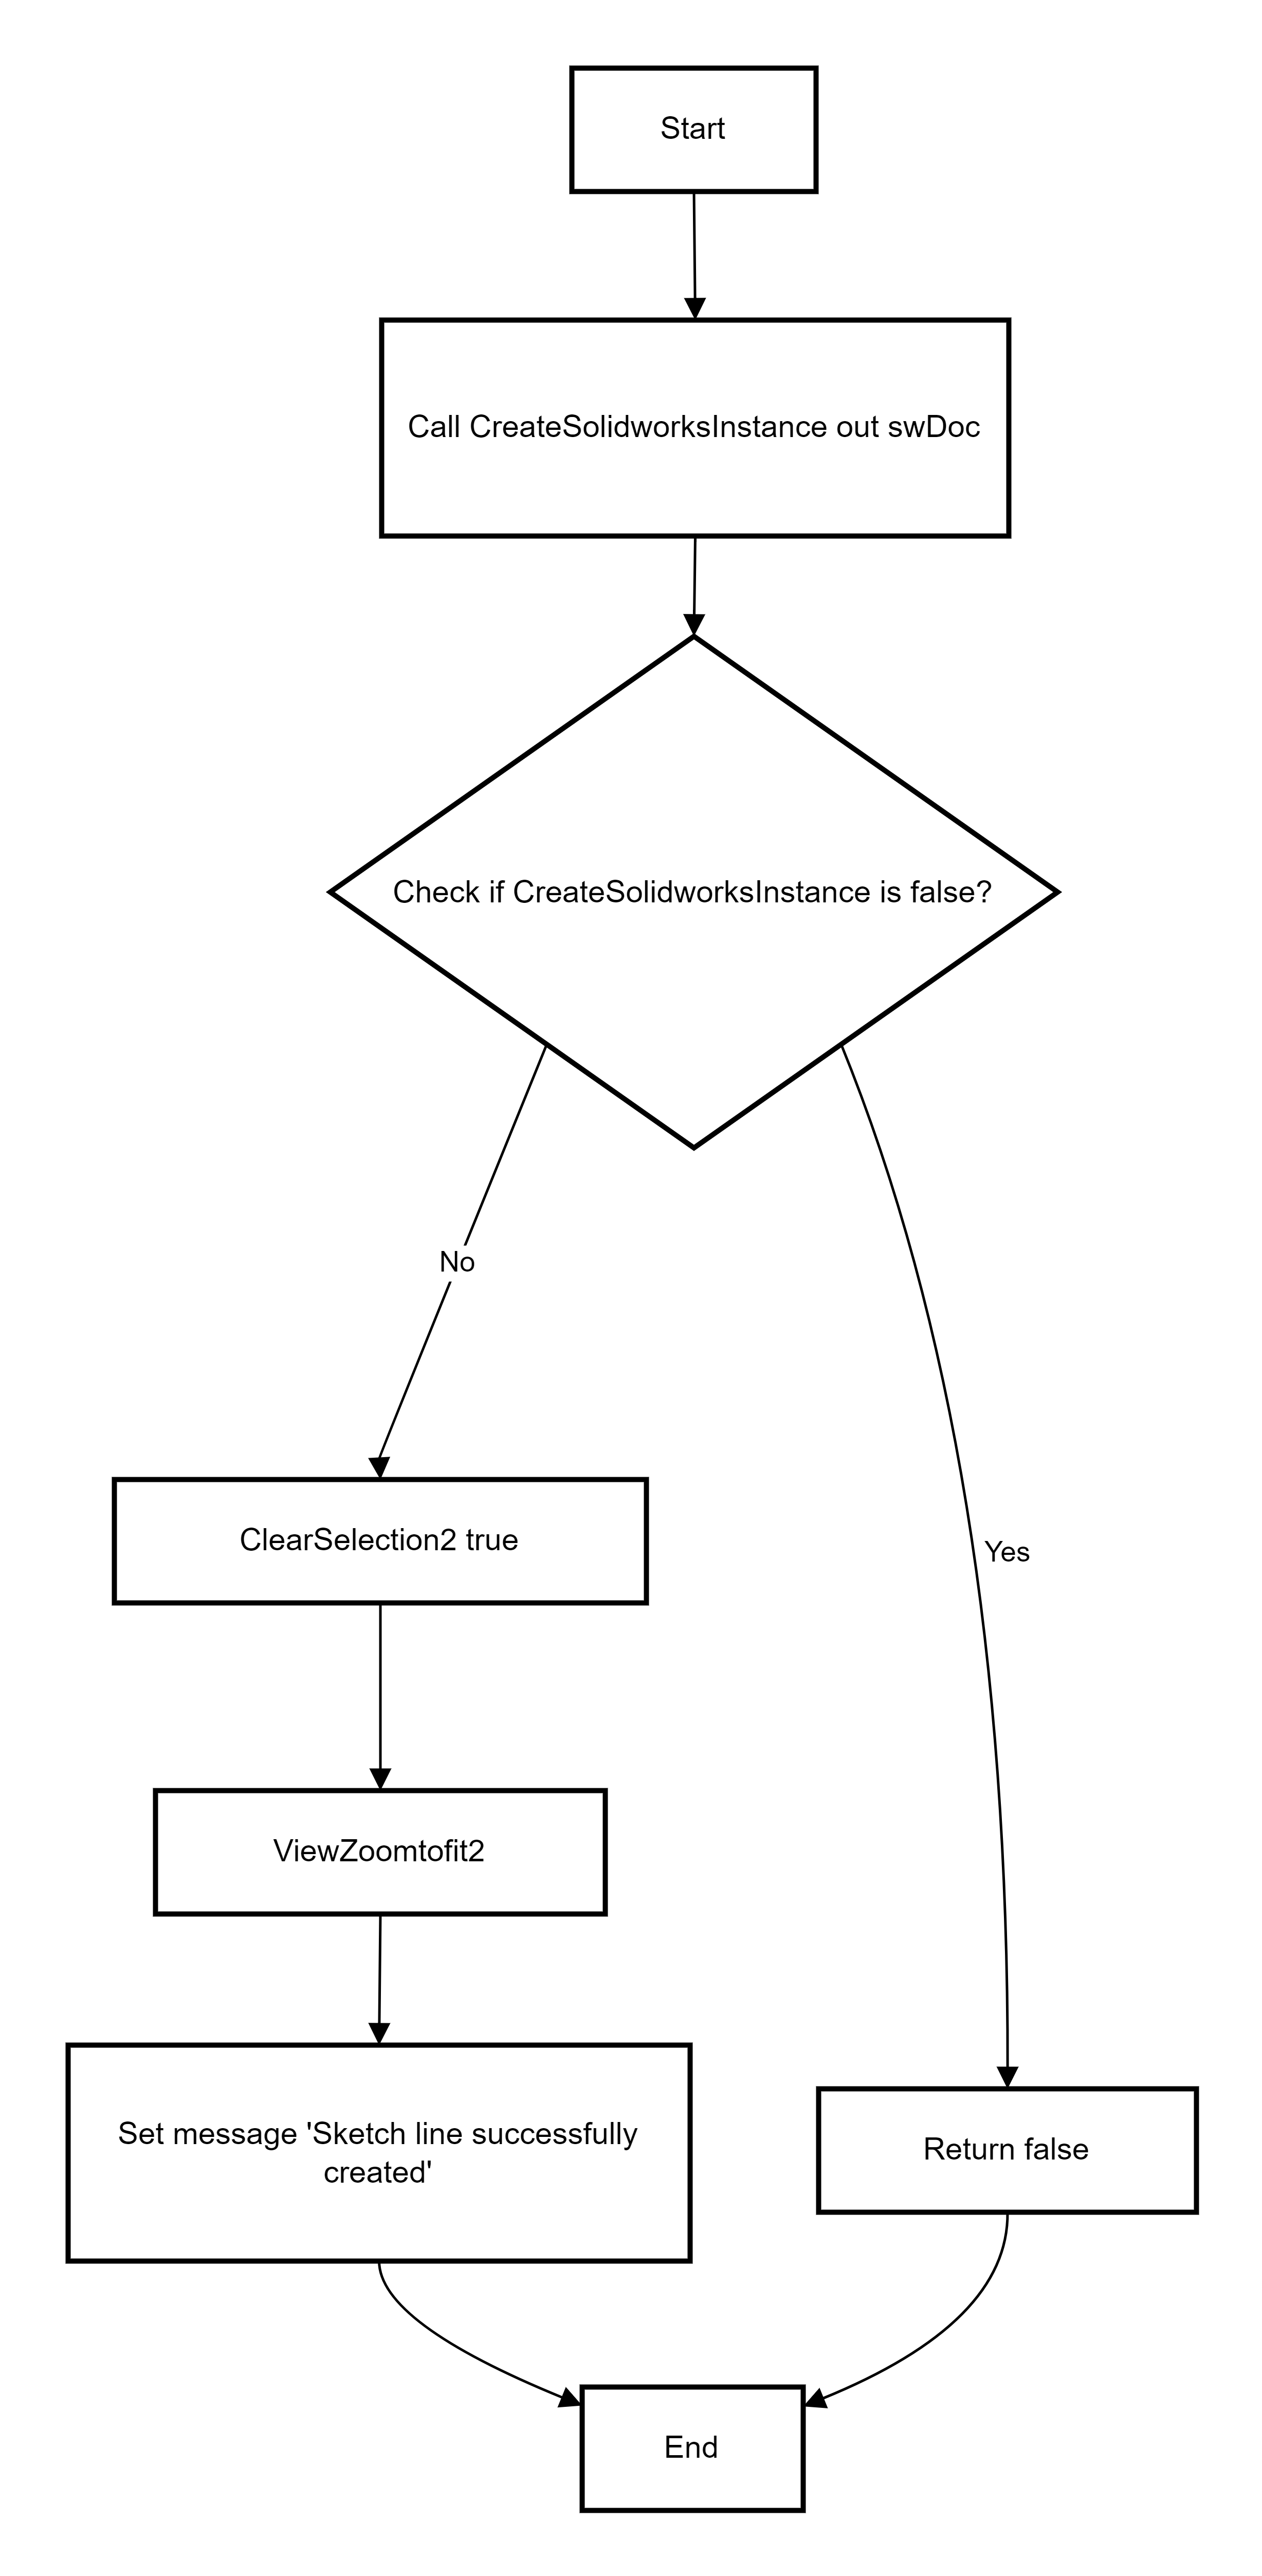 Start
Call CreateSolidworksInstance out swDoc
Check if CreateSolidworksInstance is false?
No
ClearSelection2 true
Yes
ViewZoomtofit2
Set message 'Sketch line successfully
created'
Return false
End